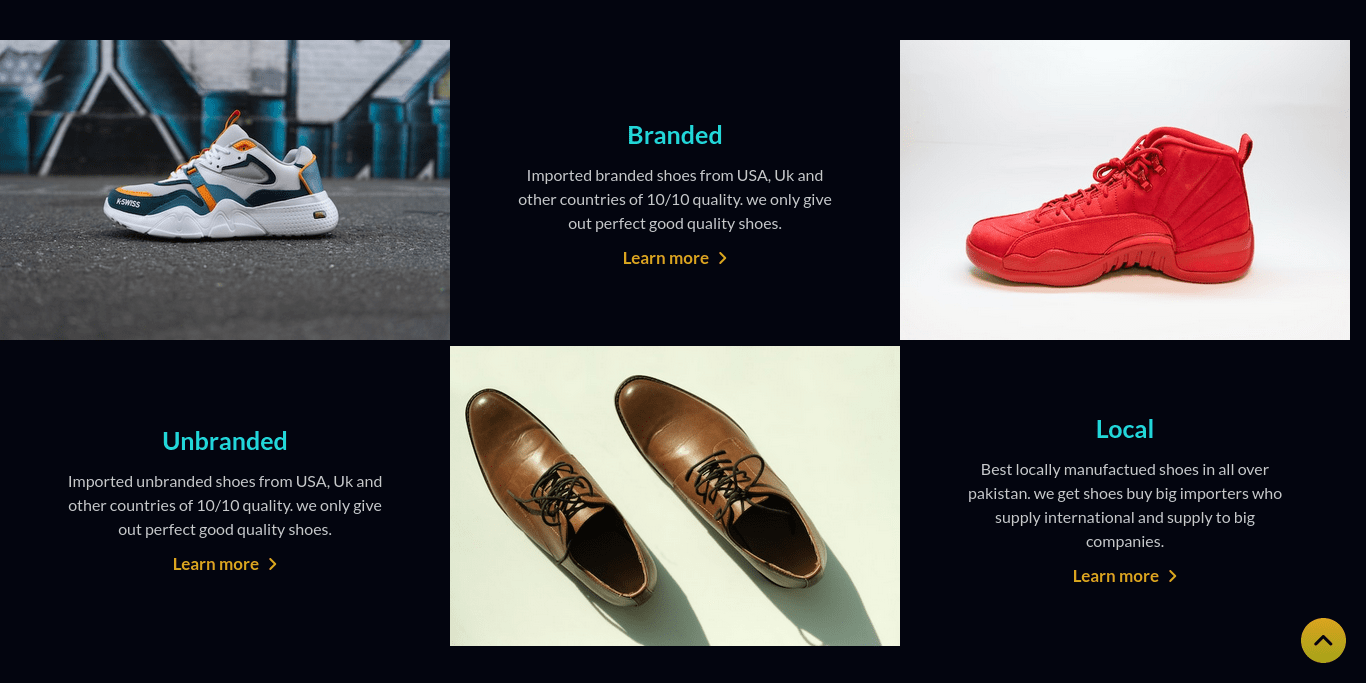 K-SWISS
Branded
Imported branded shoes from USA, Uk and
other countries of 10/10 quality. we only give
out perfect good quality shoes.
Learn more
Unbranded
Imported unbranded shoes from USA, Uk and
other countries of 10/10 quality. we only give
out perfect good quality shoes.
Learn more
Local
Best locally manufactued shoes in all over
pakistan. we get shoes buy big importers who
supply international and supply to big
companies.
Learn more